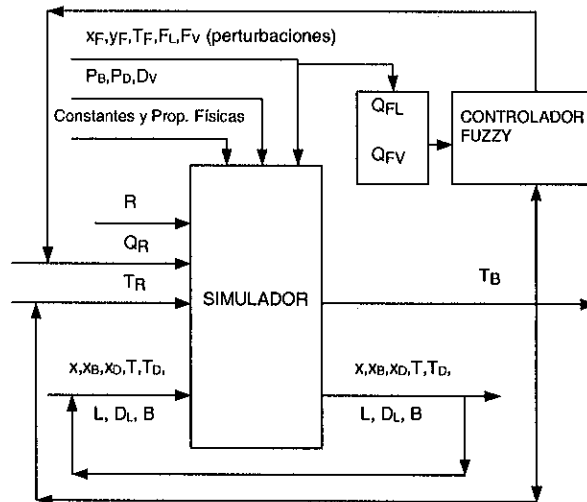 xF,yF,TF,FL,FV (perturbaciones)
PB,PD,DV
Constantes y Prop. Físicas
QFL
QFV
CONTROLADOR
FUZZY
R
QR
TR
SIMULADOR
TB
x,xB,xD,T,TD,
L, DL, B
x,xB,xD,T,TD,
L, DL, B